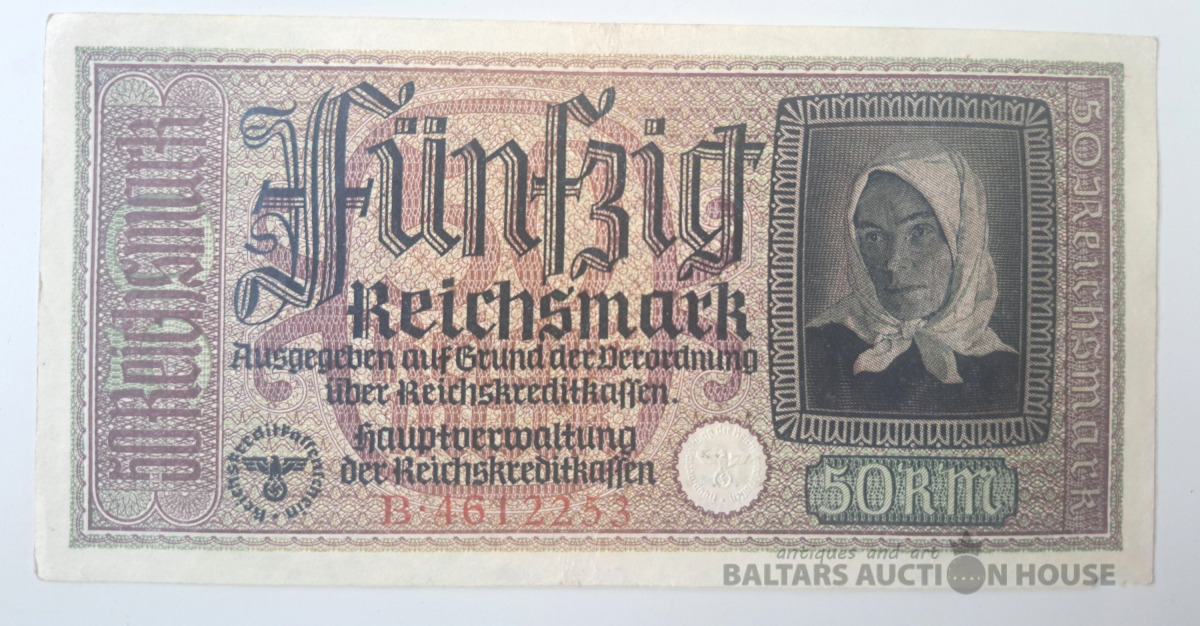 50 Reichsmark
Fünfzig
Reichsmark
Ausgegeben auf Grund der Verordnung
über Reichskreditkassen.
Hauptverwaltung
der Reichskreditkassen
Reichskreditkassenschein
B·4612253
50 Reichsmark
50 RM
antiques and art
BALTARS AUCTION HOUSE